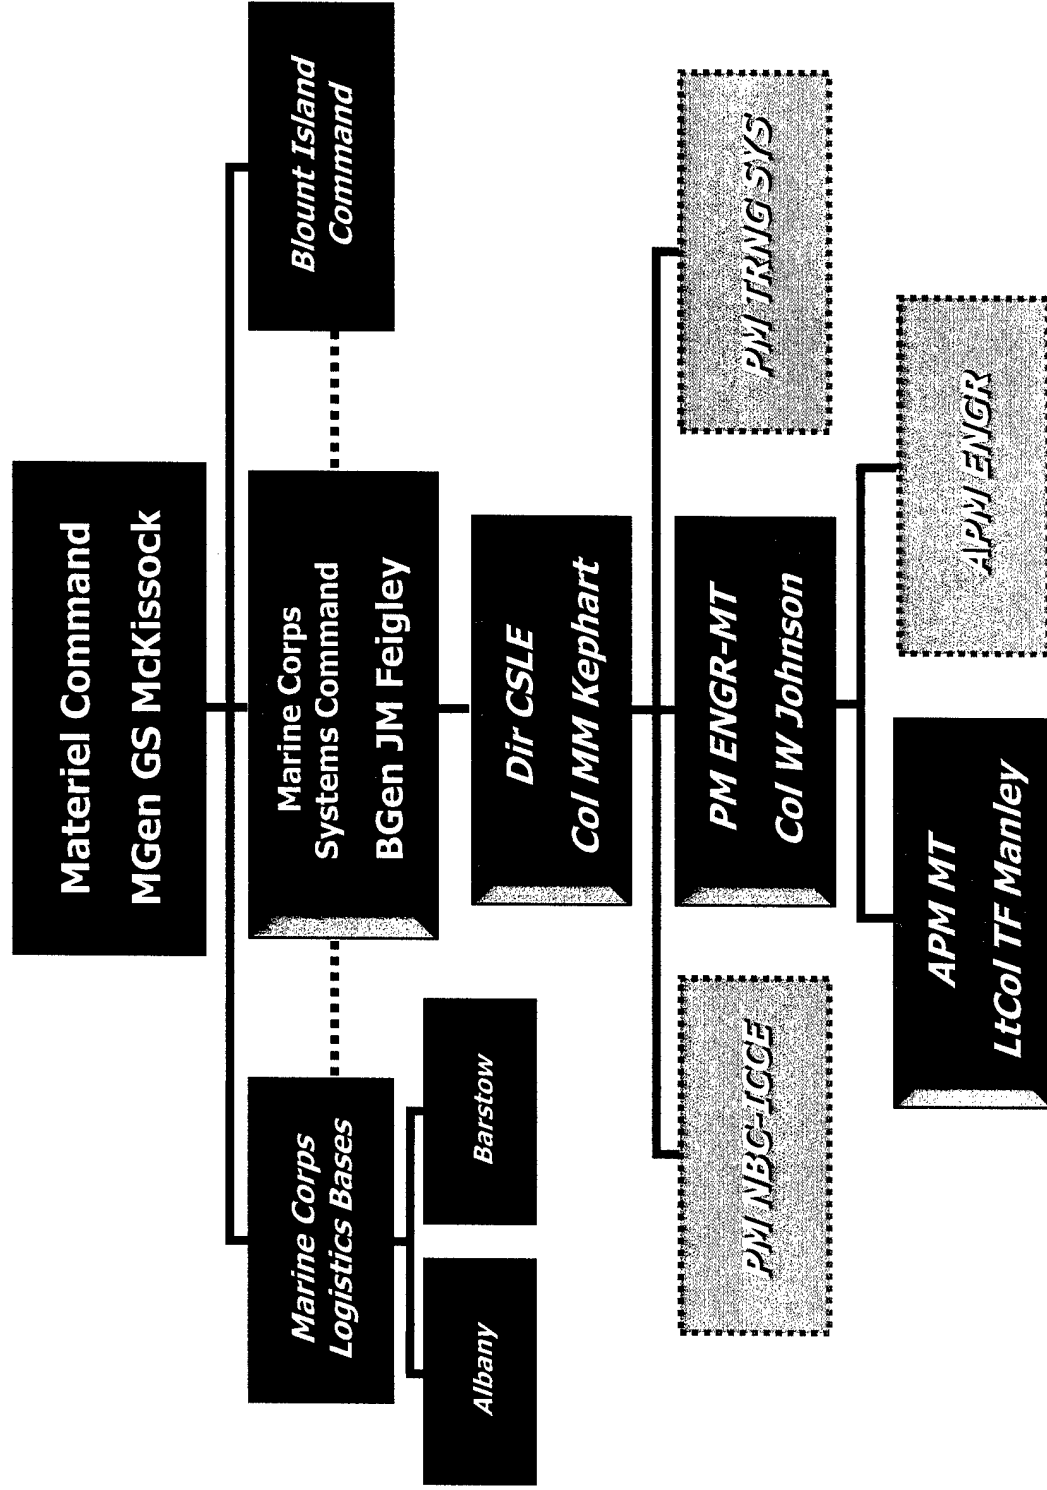 Materiel Command
MGen GS McKissock
Marine Corps
Logistics Bases
Marine Corps
Systems Command
BGen JM Feigley
Blount Island
Command
Albany
Barstow
Dir CSLE
Col MM Kephart
PM NBC-ICCE
PM ENGR-MT
Col W Johnson
PM TRNG SYS
APM MT
LtCol TF Manley
APM ENGR